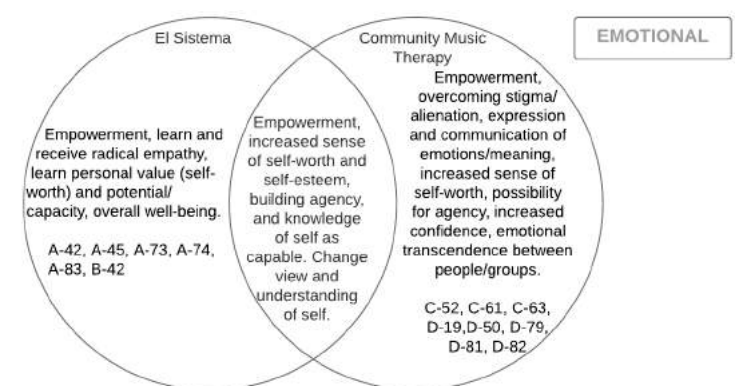 El Sistema
Empowerment, learn and
receive radical empathy,
learn personal value (self-
worth) and potential/
capacity, overall well-being.
A-42, A-45, A-73, A-74,
A-83, B-42
Empowerment,
increased sense
of self-worth and
self-esteem,
building agency,
and knowledge
of self as
capable. Change
view and
understanding
of self.
Community Music
Therapy
Empowerment,
overcoming stigma/
alienation, expression
and communication of
emotions/meaning,
increased sense of
self-worth, possibility
for agency, increased
confidence, emotional
transcendence between
people/groups.
C-52, C-61, C-63,
D-19,D-50, D-79,
D-81, D-82
EMOTIONAL